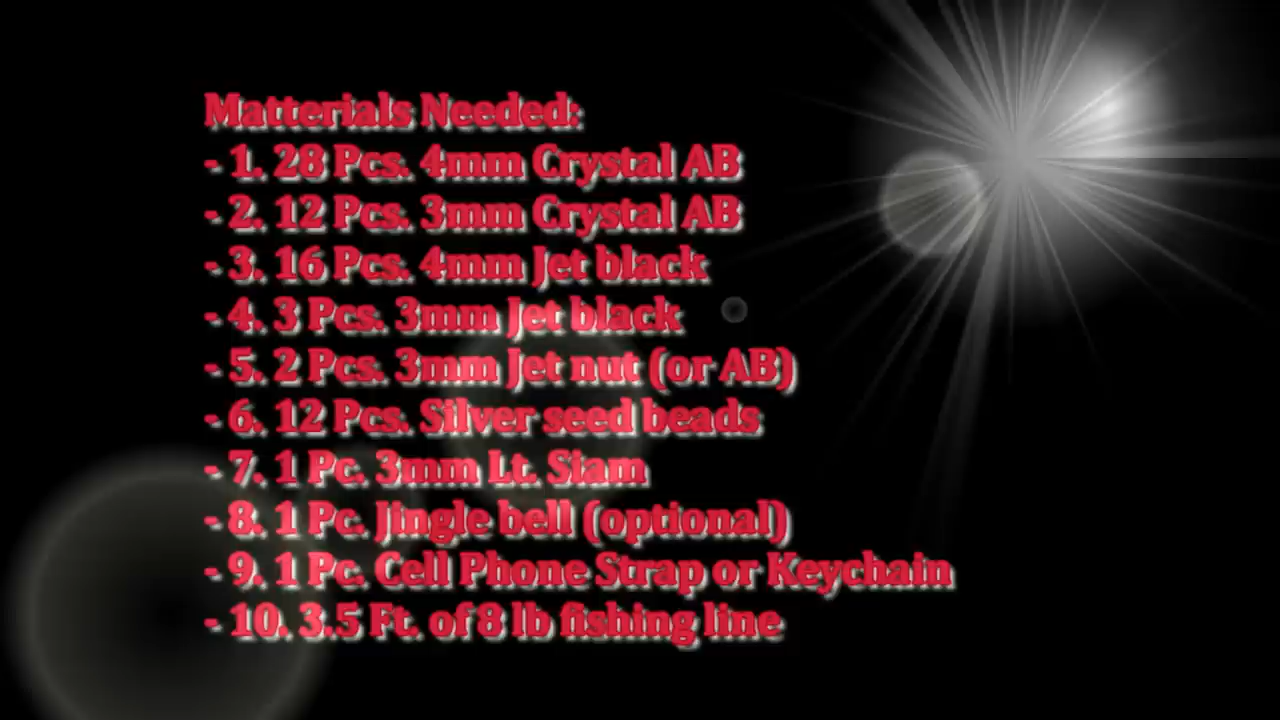 Matterials Needed:
- 1. 28 Pcs. 4mm Crystal AB
- 2. 12 Pcs. 3mm Crystal AB
- 3. 16 Pcs. 4mm Jet black
- 4. 3 Pcs. 3mm Jet black
- 5. 2 Pcs. 3mm Jet nut (or AB)
- 6. 12 Pcs. Silver seed beads
- 7. 1 Pc. 3mm Lt. Siam
- 8. 1 Pc. Jingle bell (optional)
- 9. 1 Pc. Cell Phone Strap or Keychain
- 10. 3.5 Ft. of 8 lb fishing line